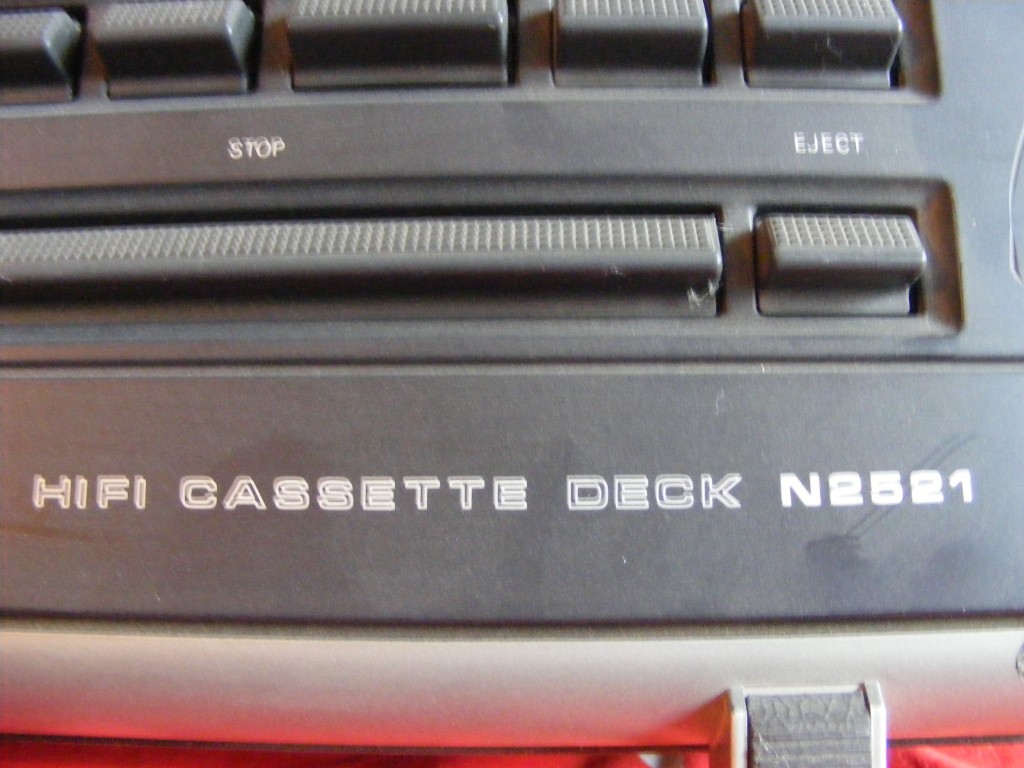 STOP EJECT
HIFI CASSETTE DECK N2521